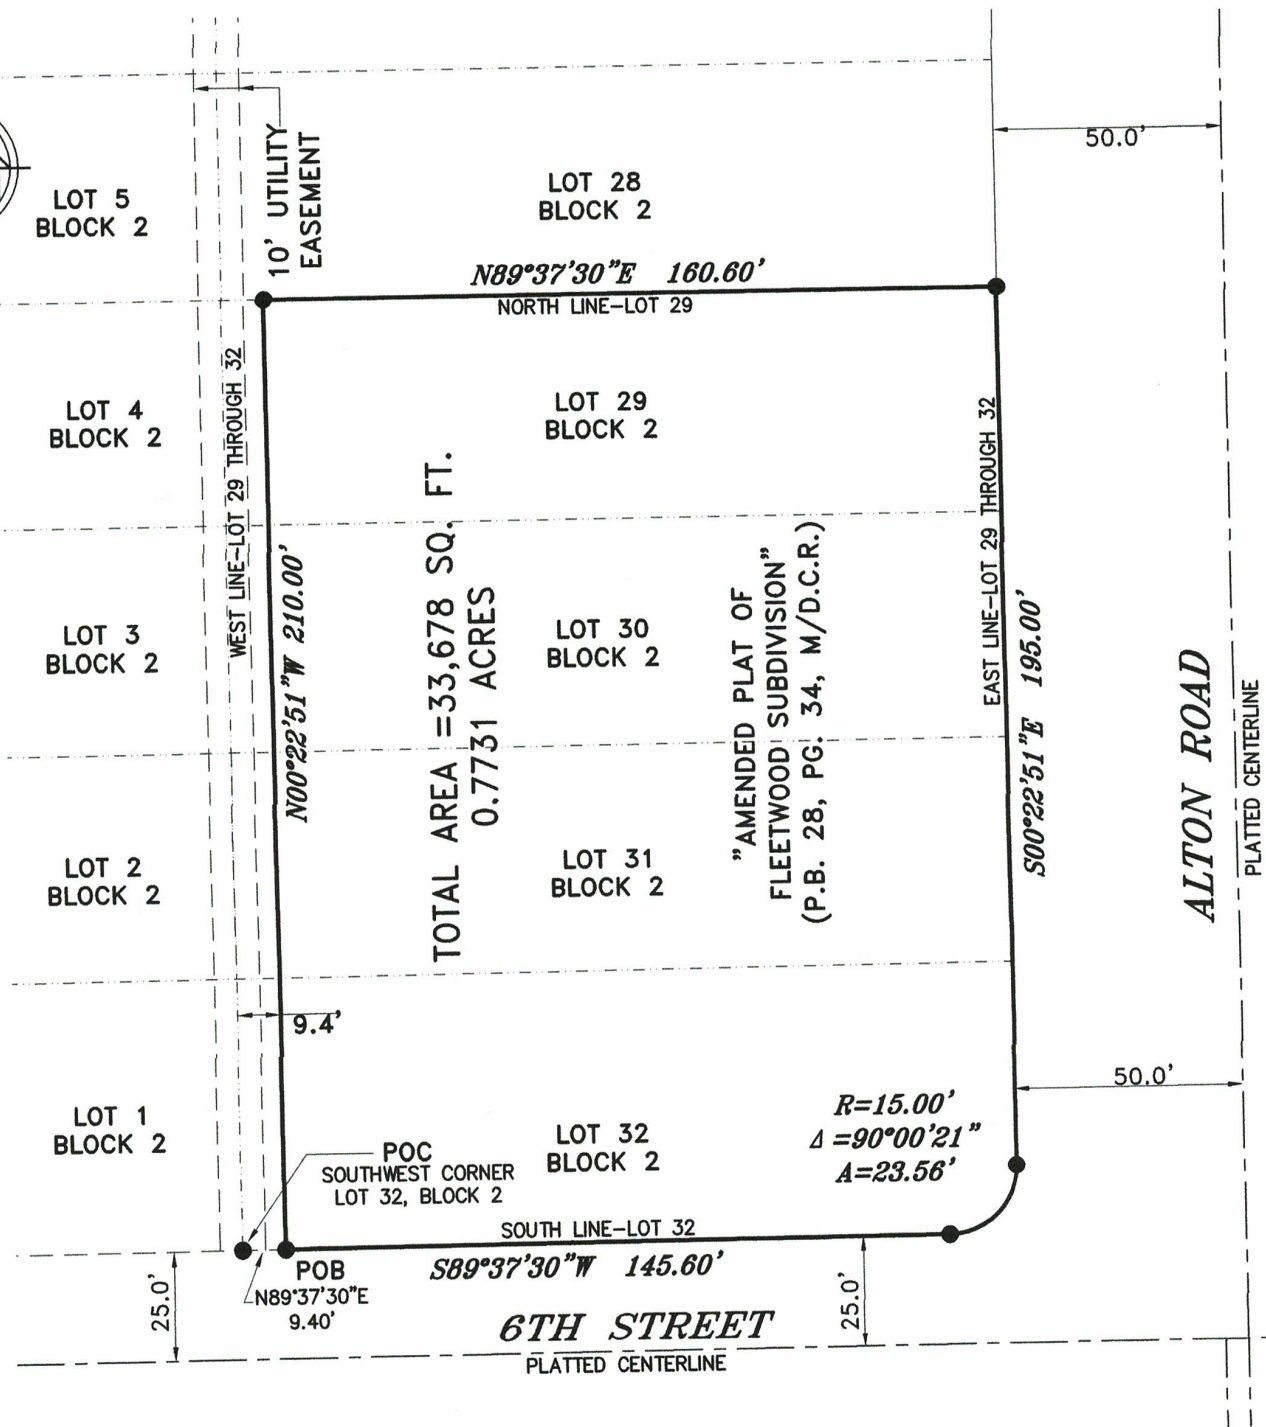 50.0'
10' UTILITY
EASEMENT
LOT 5
BLOCK 2
LOT 28
BLOCK 2
N89°37'30"E 160.60'
NORTH LINE-LOT 29
WEST LINE-LOT 29 THROUGH 32
LOT 4
BLOCK 2
LOT 29
BLOCK 2
EAST LINE-LOT 29 THROUGH 32
N00°22'51"W 210.00'
TOTAL AREA =33,678 SQ. FT.
0.7731 ACRES
LOT 3
BLOCK 2
LOT 30
BLOCK 2
"AMENDED PLAT OF
FLEETWOOD SUBDIVISION"
(P.B. 28, PG. 34, M/D.C.R.)
S00°22'51"E 195.00'
ALTON ROAD
PLATTED CENTERLINE
LOT 2
BLOCK 2
LOT 31
BLOCK 2
9.4'
50.0'
LOT 1
BLOCK 2
POC
SOUTHWEST CORNER
LOT 32, BLOCK 2
LOT 32
BLOCK 2
R=15.00'
Δ=90°00'21"
A=23.56'
SOUTH LINE-LOT 32
S89°37'30"W 145.60'
POB
N89°37'30"E
9.40'
25.0'
25.0'
6TH STREET
PLATTED CENTERLINE